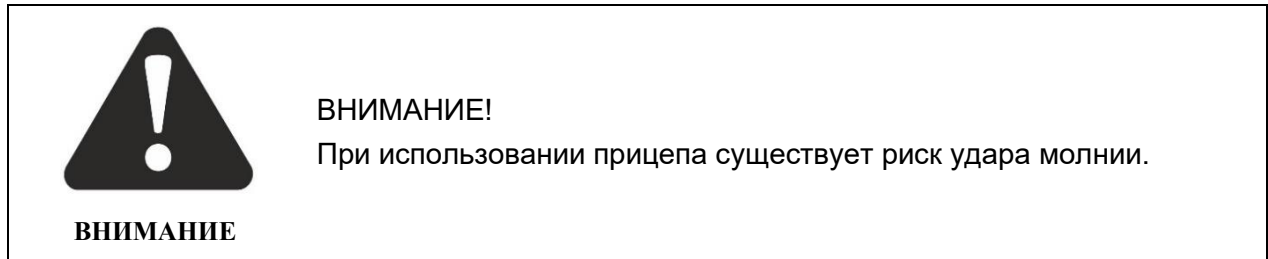 ВНИМАНИЕ!
При использовании прицепа существует риск удара молнии.
ВНИМАНИЕ